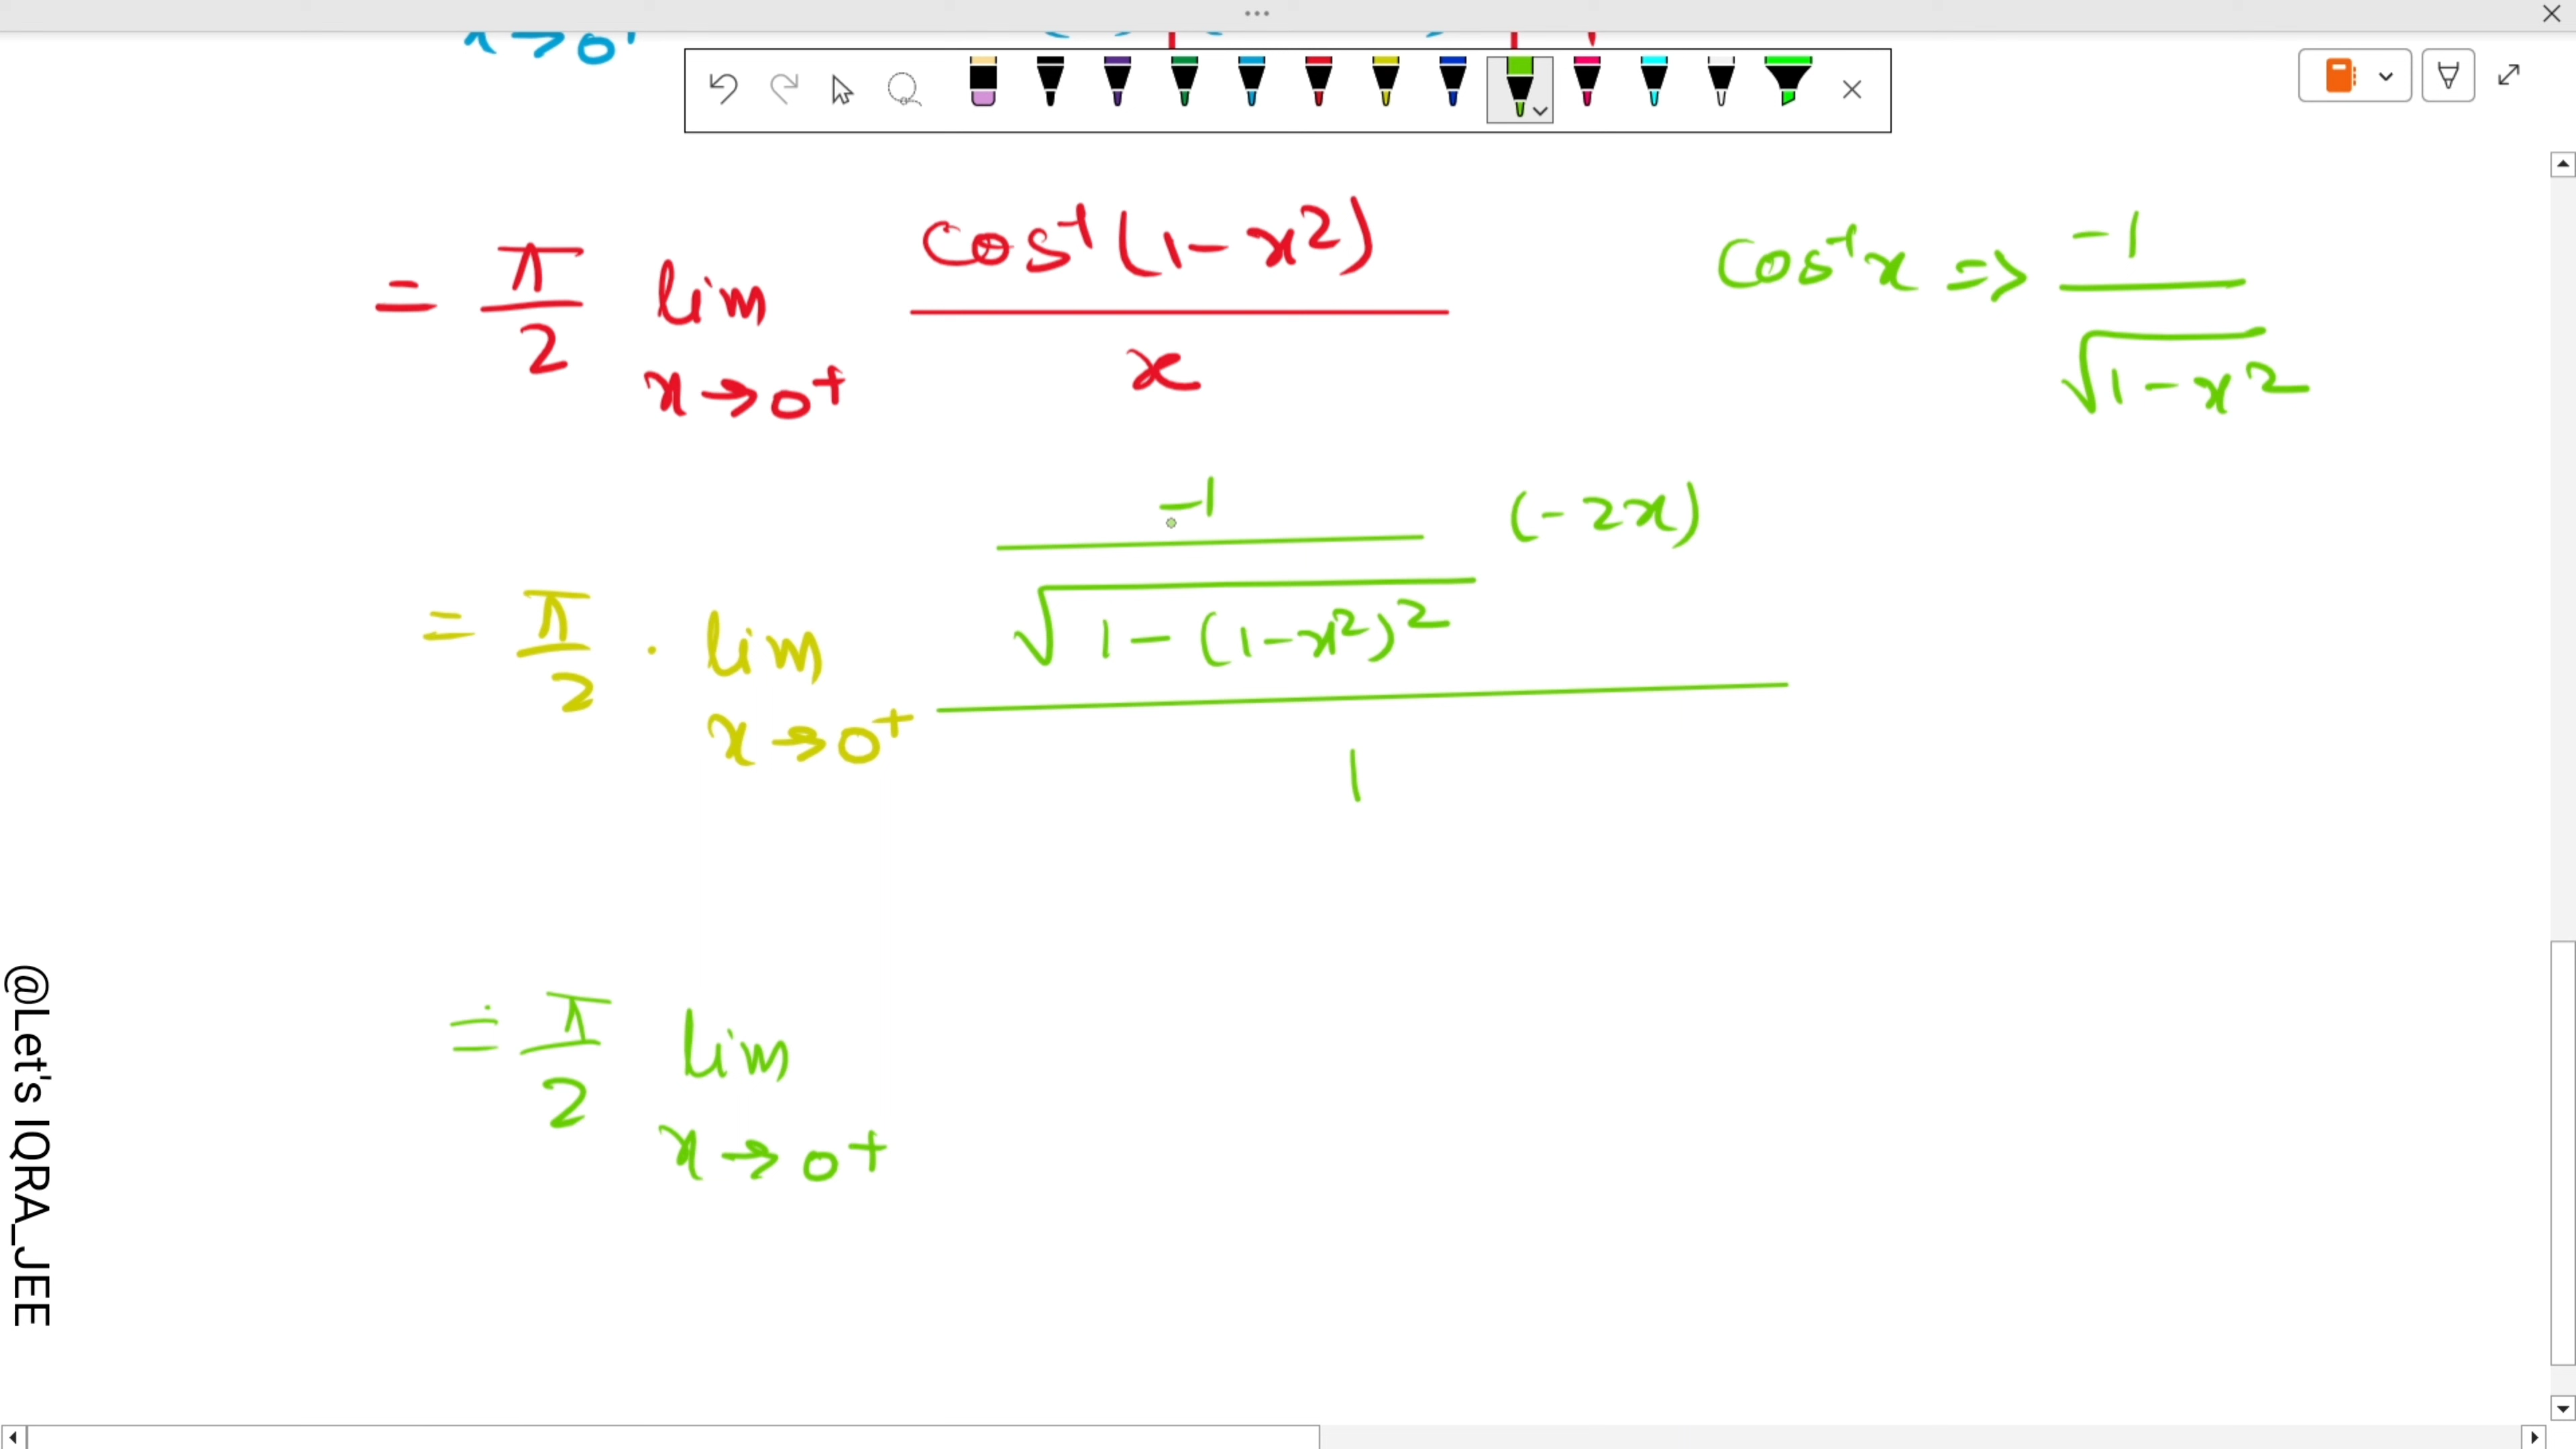 x→0+
= π/2 lim x→0+ cos⁻¹(1-x²)/x
cos⁻¹x => -1/√1-x²
= π/2 · lim x→0+ -1/√1-(1-x²)² (-2x) / 1
= π/2 lim x→0+
@Let's IQRA_JEE